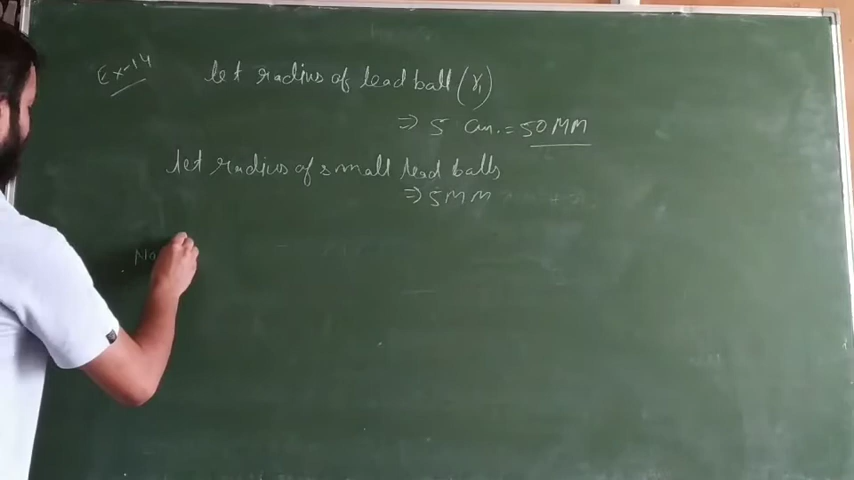 Ex-14
let radius of lead ball (r₁)
⇒ 5 cm. = 50 MM
let radius of small lead balls
⇒ 5 MM
No